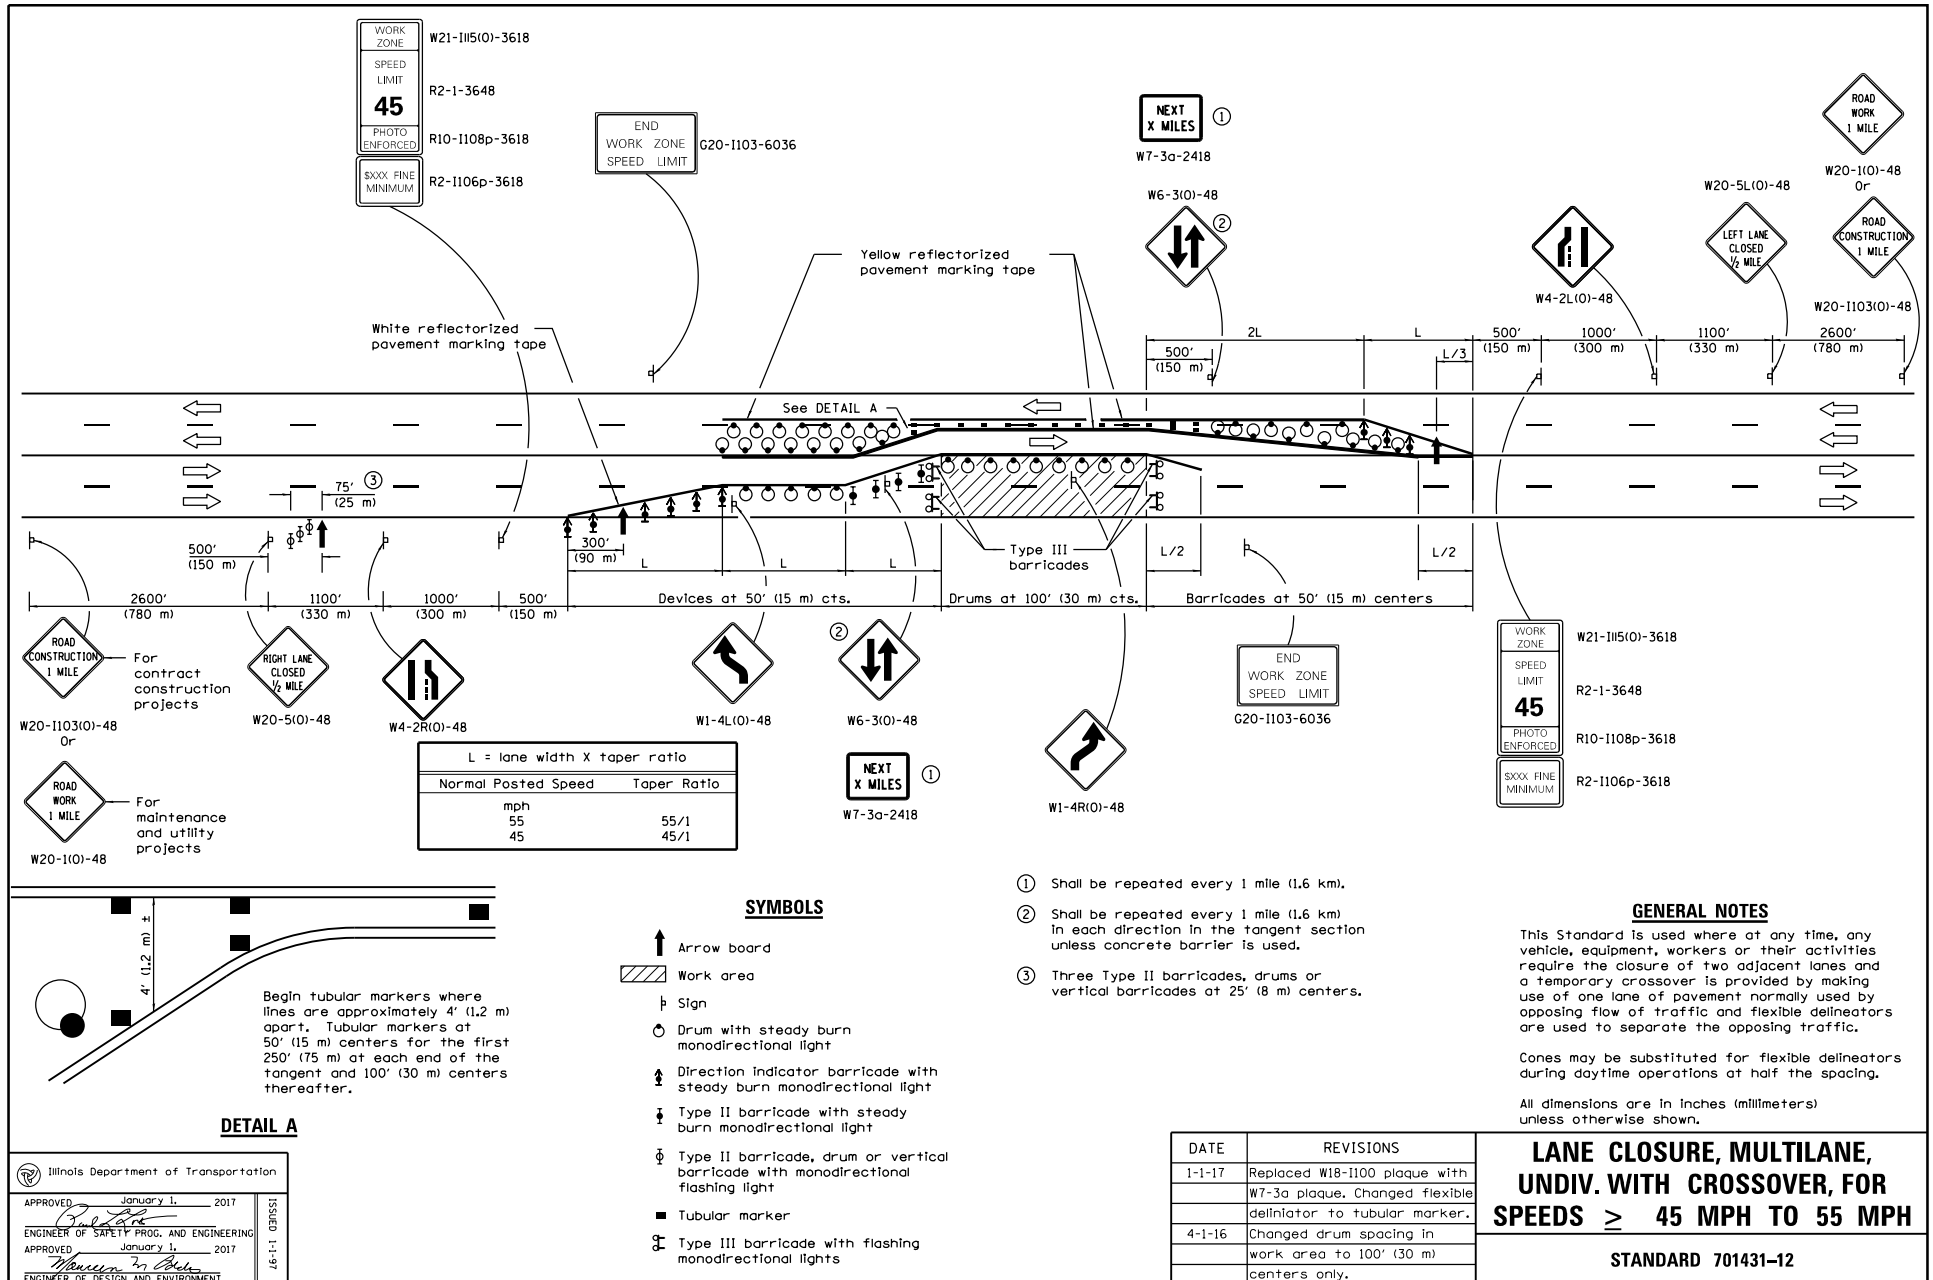 WORK
ZONE
SPEED
LIMIT
45
PHOTO
ENFORCED
$XXX FINE
MINIMUM
W21-I115(O)-3618
R2-1-3648
R10-I108p-3618
R2-I106p-3618
END
WORK ZONE
SPEED LIMIT
G20-I103-6036
NEXT
X MILES
1
W7-3a-2418
W6-3(O)-48
2
ROAD
WORK
1 MILE
W20-1(O)-48
Or
ROAD
CONSTRUCTION
1 MILE
W20-I103(O)-48
W20-5L(O)-48
LEFT LANE
CLOSED
½ MILE
W4-2L(O)-48
Yellow reflectorized
pavement marking tape
White reflectorized
pavement marking tape
2L
L
500'
(150 m)
1000'
(300 m)
1100'
(330 m)
2600'
(780 m)
500'
(150 m)
L/3
See DETAIL A
75'
(25 m)
3
500'
(150 m)
300'
(90 m)
L
L
L
Type III
barricades
L/2
L/2
2600'
(780 m)
1100'
(330 m)
1000'
(300 m)
500'
(150 m)
Devices at 50' (15 m) cts.
Drums at 100' (30 m) cts.
Barricades at 50' (15 m) centers
ROAD
CONSTRUCTION
1 MILE
For
contract
construction
projects
W20-I103(O)-48
Or
ROAD
WORK
1 MILE
For
maintenance
and utility
projects
W20-1(O)-48
RIGHT LANE
CLOSED
½ MILE
W20-5(O)-48
W4-2R(O)-48
W1-4L(O)-48
2
W6-3(O)-48
NEXT
X MILES
1
W7-3a-2418
W1-4R(O)-48
END
WORK ZONE
SPEED LIMIT
G20-I103-6036
WORK
ZONE
SPEED
LIMIT
45
PHOTO
ENFORCED
$XXX FINE
MINIMUM
W21-I115(O)-3618
R2-1-3648
R10-I108p-3618
R2-I106p-3618
L = lane width X taper ratio
Normal Posted Speed Taper Ratio
mph
55 55/1
45 45/1
4' (1.2 m) ±
Begin tubular markers where
lines are approximately 4' (1.2 m)
apart. Tubular markers at
50' (15 m) centers for the first
250' (75 m) at each end of the
tangent and 100' (30 m) centers
thereafter.
DETAIL A
SYMBOLS
Arrow board
Work area
Sign
Drum with steady burn
monodirectional light
Direction indicator barricade with
steady burn monodirectional light
Type II barricade with steady
burn monodirectional light
Type II barricade, drum or vertical
barricade with monodirectional
flashing light
Tubular marker
Type III barricade with flashing
monodirectional lights
1 Shall be repeated every 1 mile (1.6 km).
2 Shall be repeated every 1 mile (1.6 km)
in each direction in the tangent section
unless concrete barrier is used.
3 Three Type II barricades, drums or
vertical barricades at 25' (8 m) centers.
GENERAL NOTES
This Standard is used where at any time, any
vehicle, equipment, workers or their activities
require the closure of two adjacent lanes and
a temporary crossover is provided by making
use of one lane of pavement normally used by
opposing flow of traffic and flexible delineators
are used to separate the opposing traffic.
Cones may be substituted for flexible delineators
during daytime operations at half the spacing.
All dimensions are in inches (millimeters)
unless otherwise shown.
Illinois Department of Transportation
APPROVED January 1, 2017
ENGINEER OF SAFETY PROG. AND ENGINEERING
APPROVED January 1, 2017
ENGINEER OF DESIGN AND ENVIRONMENT
ISSUED 1-1-97
DATE REVISIONS
1-1-17 Replaced W18-I100 plaque with
W7-3a plaque. Changed flexible
deliniator to tubular marker.
4-1-16 Changed drum spacing in
work area to 100' (30 m)
centers only.
LANE CLOSURE, MULTILANE,
UNDIV. WITH CROSSOVER, FOR
SPEEDS ≥ 45 MPH TO 55 MPH
STANDARD 701431–12